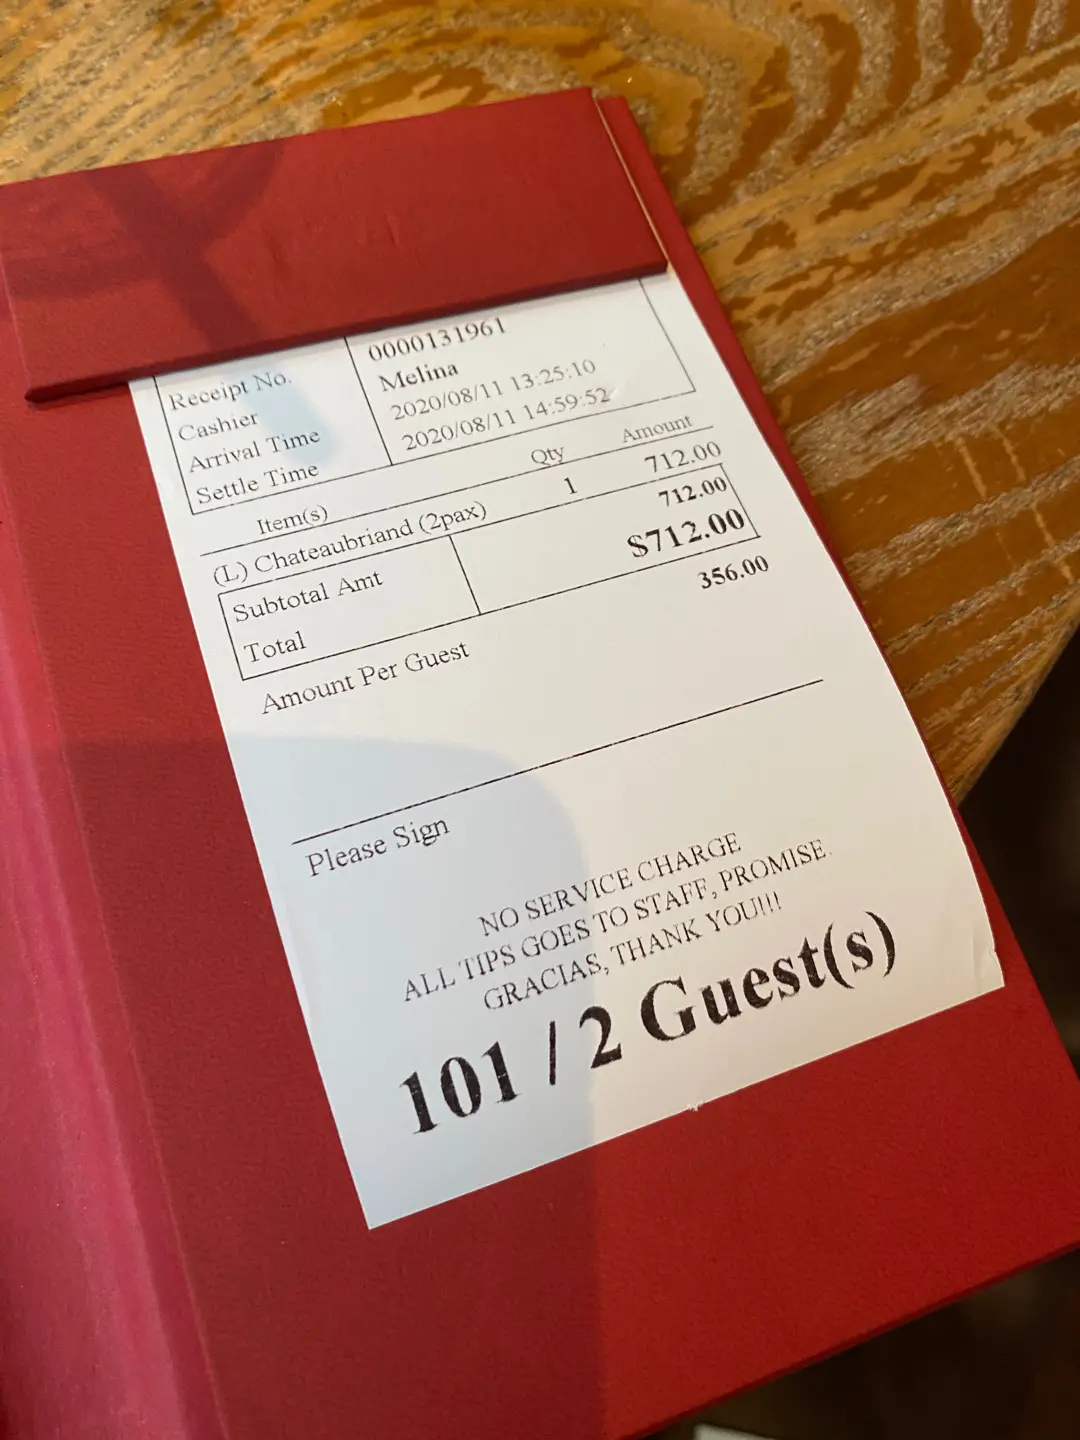 Receipt No. 0000131961
Cashier Melina
Arrival Time 2020/08/11 13:25:10
Settle Time 2020/08/11 14:59:52
Item(s) Qty Amount
(L) Chateaubriand (2pax) 1 712.00
Subtotal Amt 712.00
Total $712.00
Amount Per Guest 356.00
Please Sign
NO SERVICE CHARGE
ALL TIPS GOES TO STAFF, PROMISE.
GRACIAS, THANK YOU!!!
101 / 2 Guest(s)